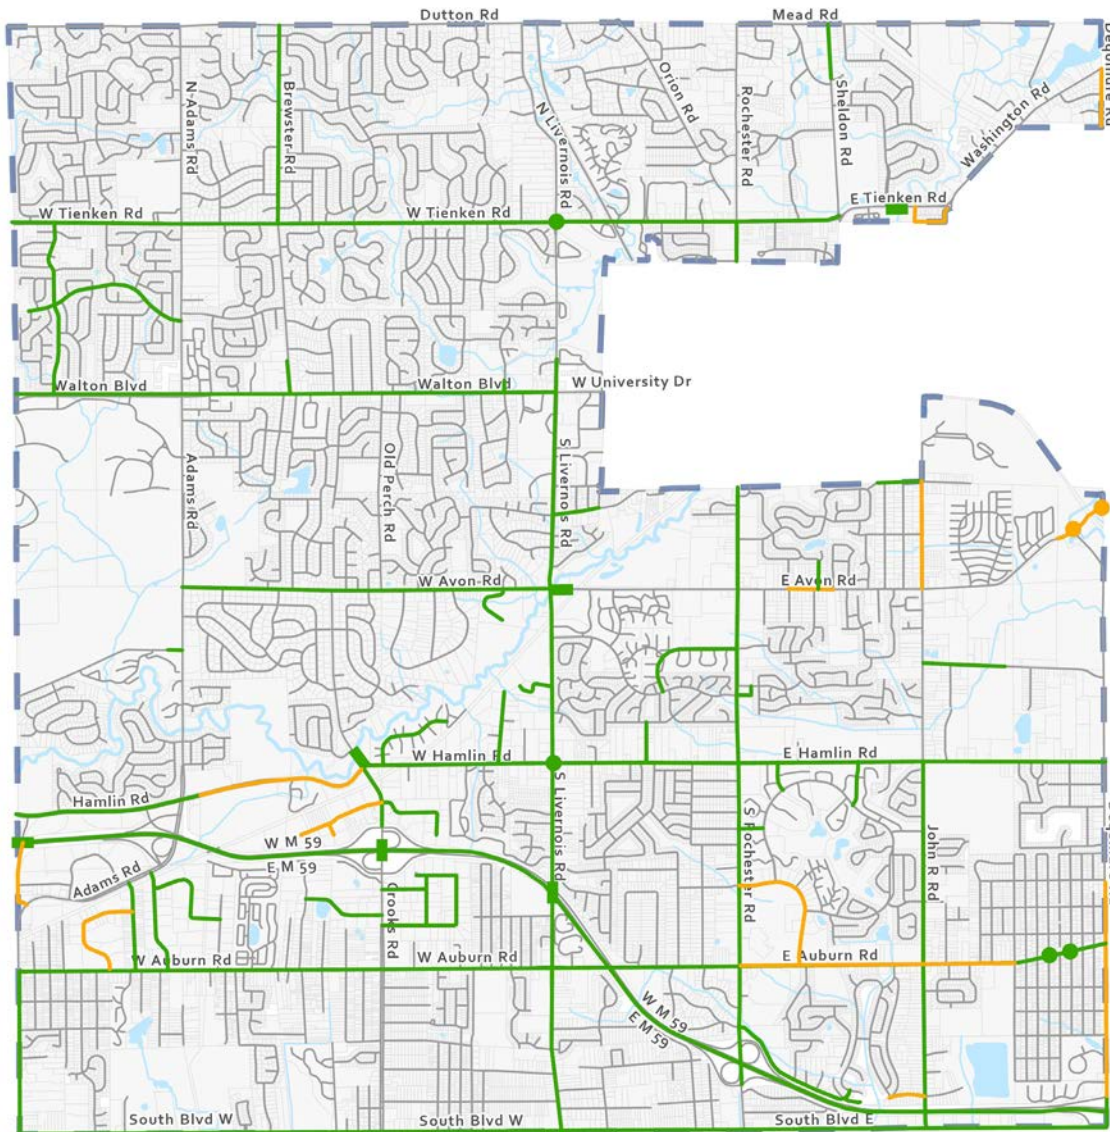 Dutton Rd
Mead Rd
N Adams Rd
Brewster Rd
N Livernois Rd
Orion Rd
Rochester Rd
Sheldon Rd
Washington Rd
W Tienken Rd
W Tienken Rd
E Tienken Rd
Walton Blvd
Walton Blvd
W University Dr
Adams Rd
Old Perch Rd
S Livernois Rd
W Avon Rd
E Avon Rd
W Hamlin Rd
E Hamlin Rd
Hamlin Rd
W M 59
E M 59
S Livernois Rd
S Rochester Rd
John R Rd
Adams Rd
Crooks Rd
W Auburn Rd
W Auburn Rd
E Auburn Rd
W M 59
E M 59
South Blvd W
South Blvd W
South Blvd E